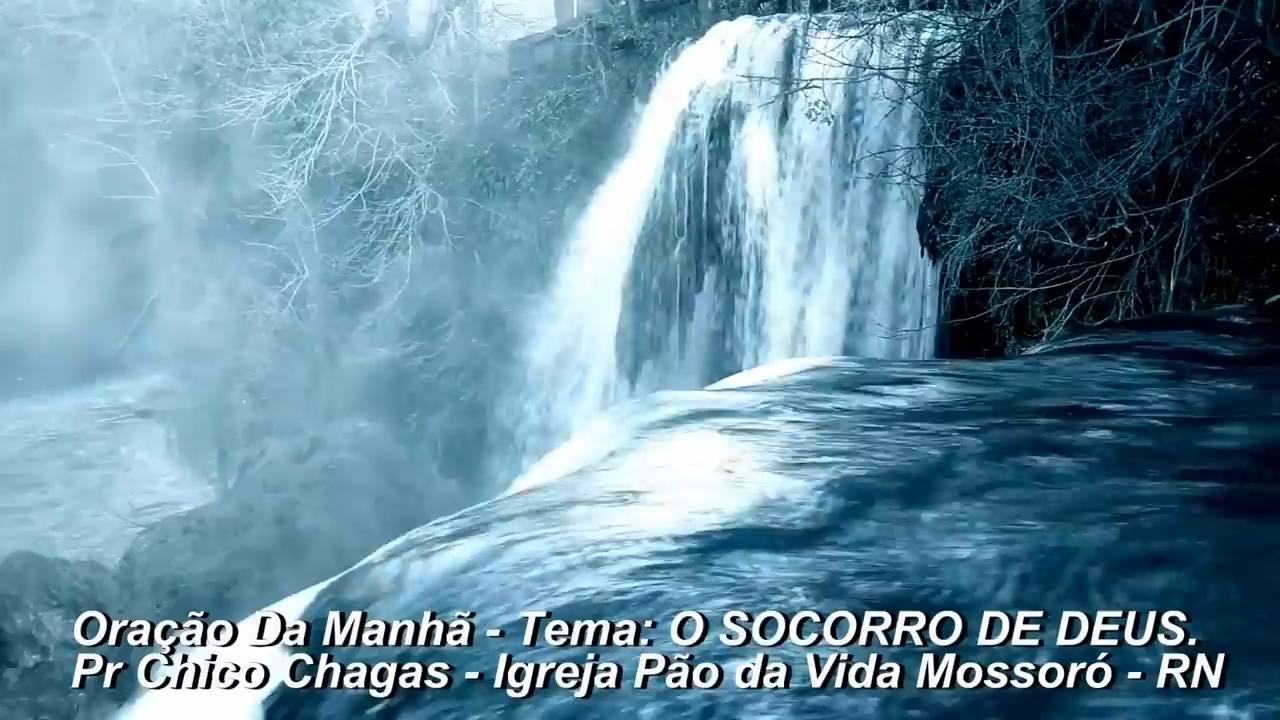 Oração Da Manhã - Tema: O SOCORRO DE DEUS.
Pr Chico Chagas - Igreja Pão da Vida Mossoró - RN